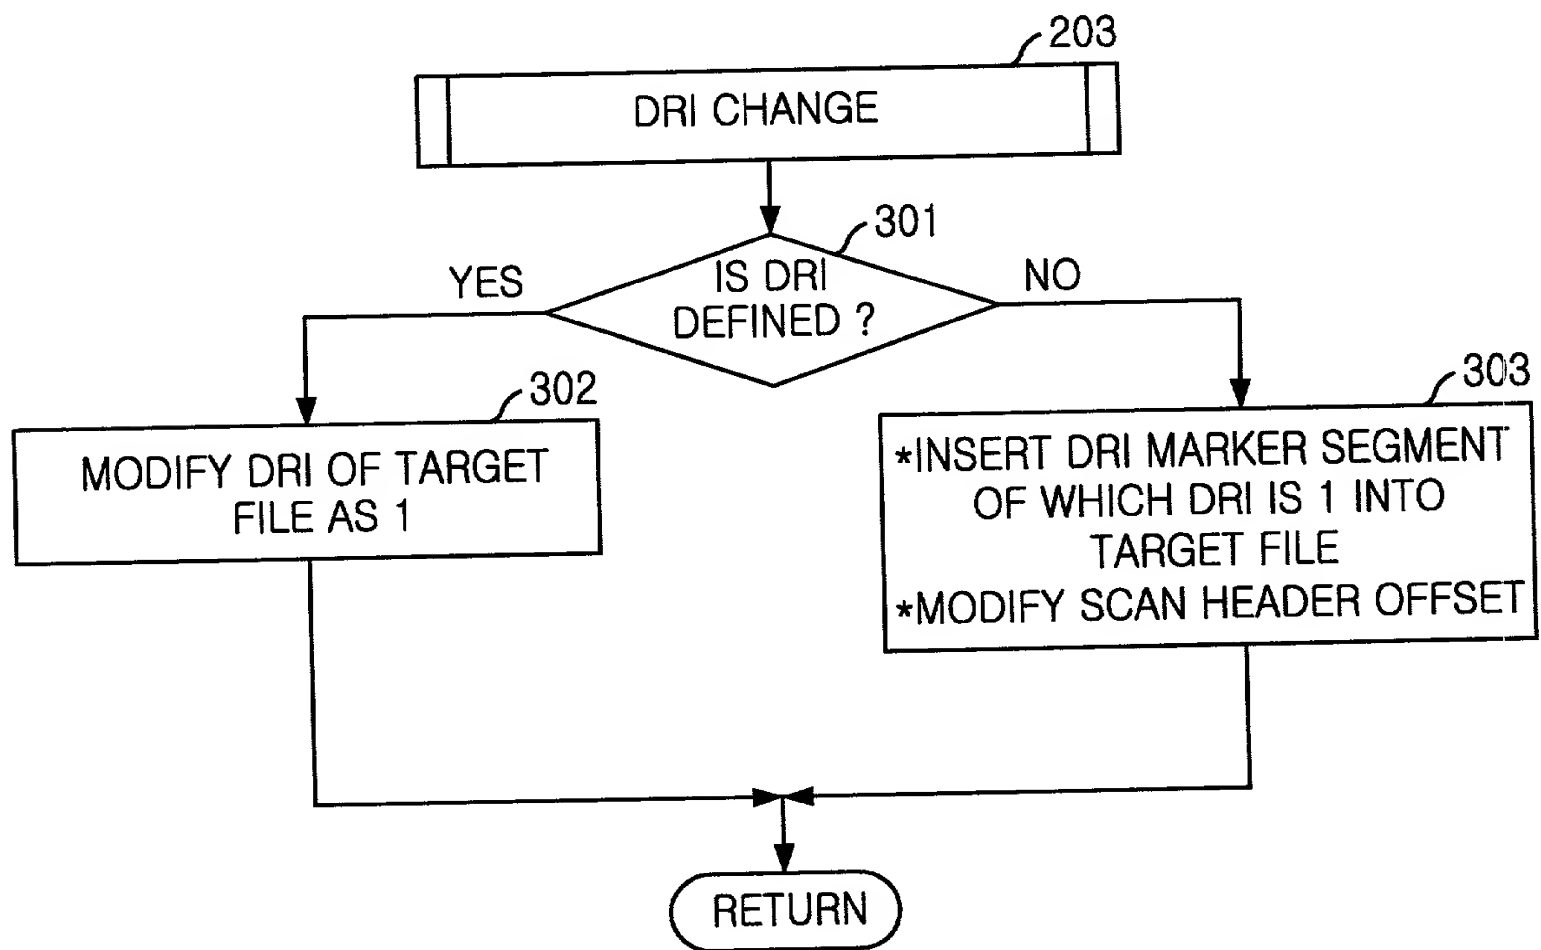 203
DRI CHANGE
301
YES
IS DRI
DEFINED ?
NO
302
MODIFY DRI OF TARGET
FILE AS 1
303
*INSERT DRI MARKER SEGMENT
OF WHICH DRI IS 1 INTO
TARGET FILE
*MODIFY SCAN HEADER OFFSET
RETURN